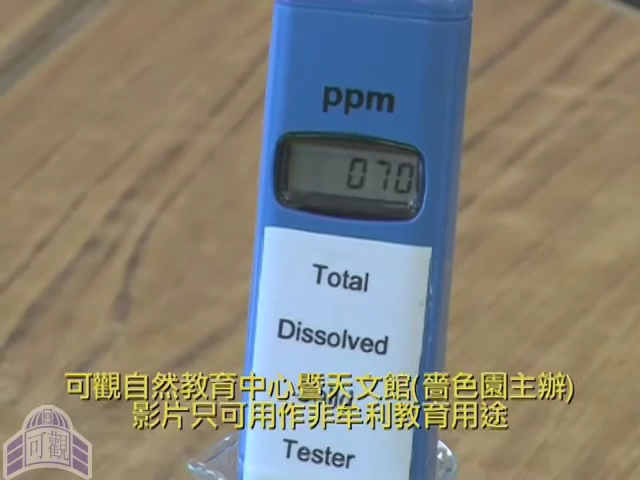 ppm
070
Total
Dissolved
可觀自然教育中心暨天文館(嗇色園主辦)
影片只可用作非牟利教育用途
可觀
Tester